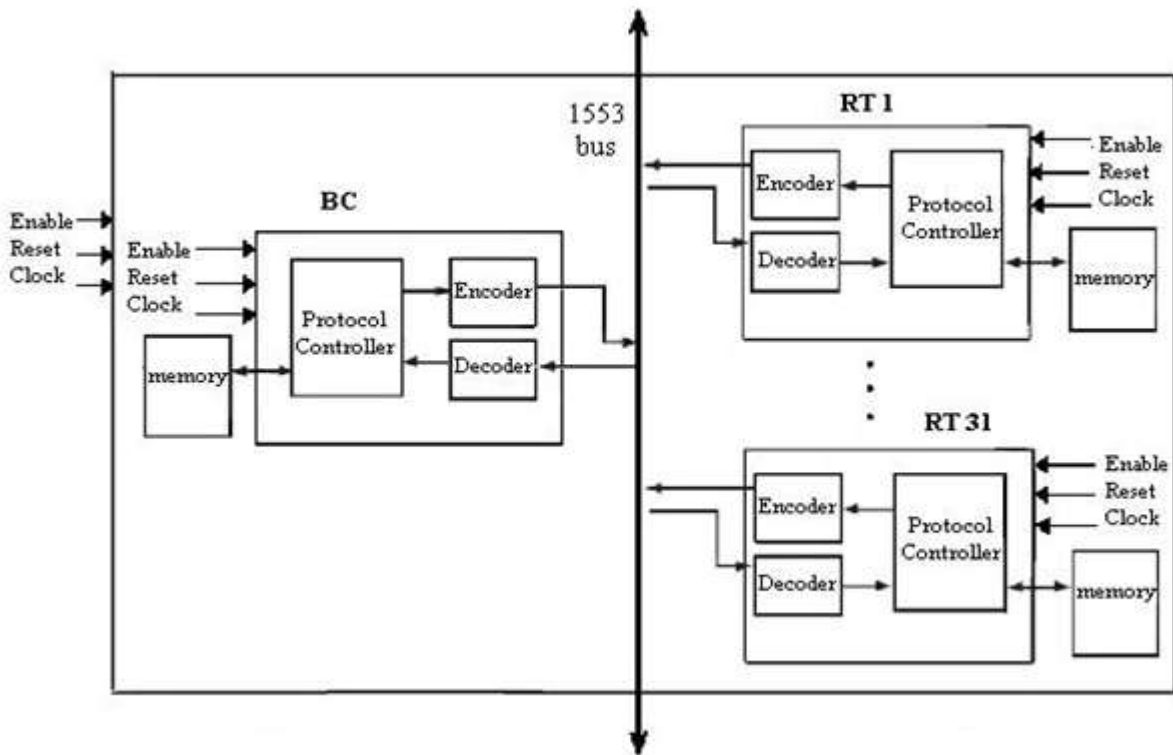 1553
bus
RT 1
Encoder
Decoder
Protocol
Controller
Enable
Reset
Clock
memory
BC
Enable
Reset
Clock
Enable
Reset
Clock
Protocol
Controller
Encoder
Decoder
memory
RT 31
Encoder
Decoder
Protocol
Controller
Enable
Reset
Clock
memory